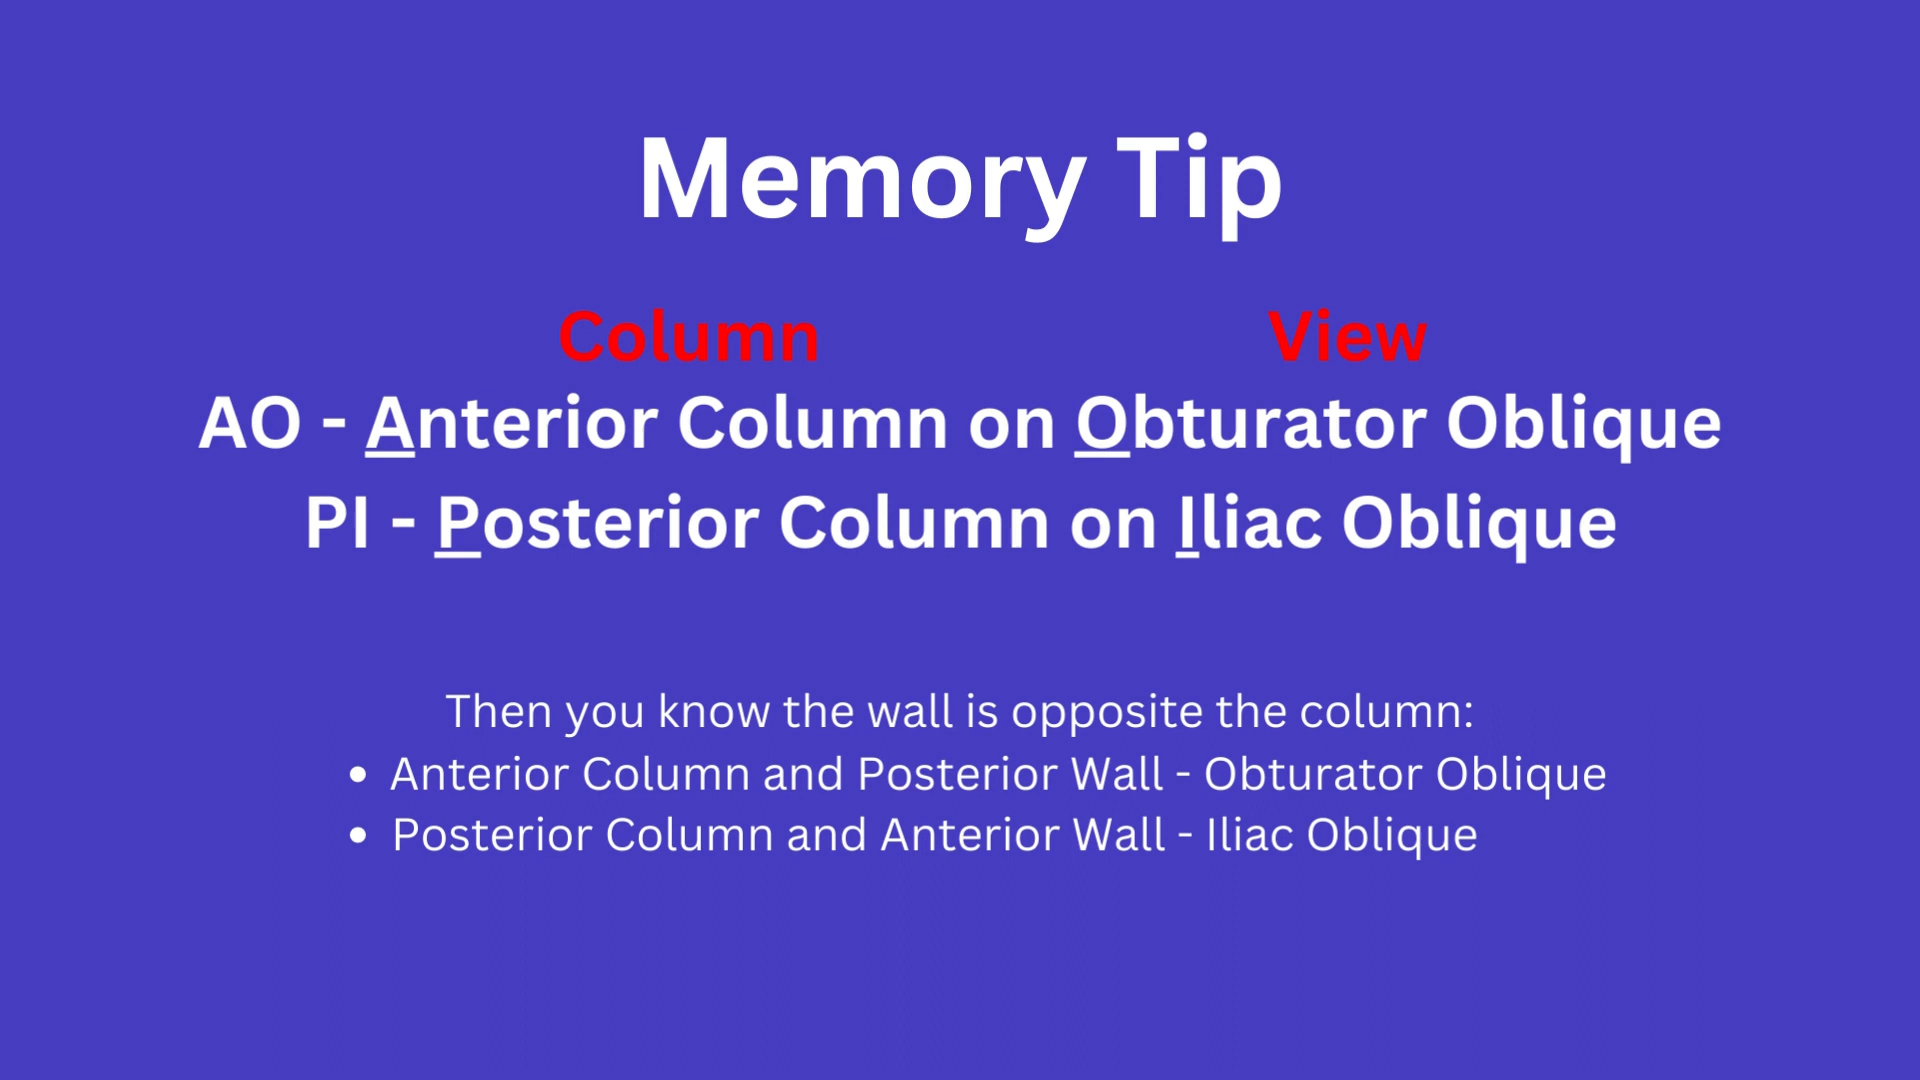 Memory Tip
Column View
AO - Anterior Column on Obturator Oblique
PI - Posterior Column on Iliac Oblique
Then you know the wall is opposite the column:
• Anterior Column and Posterior Wall - Obturator Oblique
• Posterior Column and Anterior Wall - Iliac Oblique